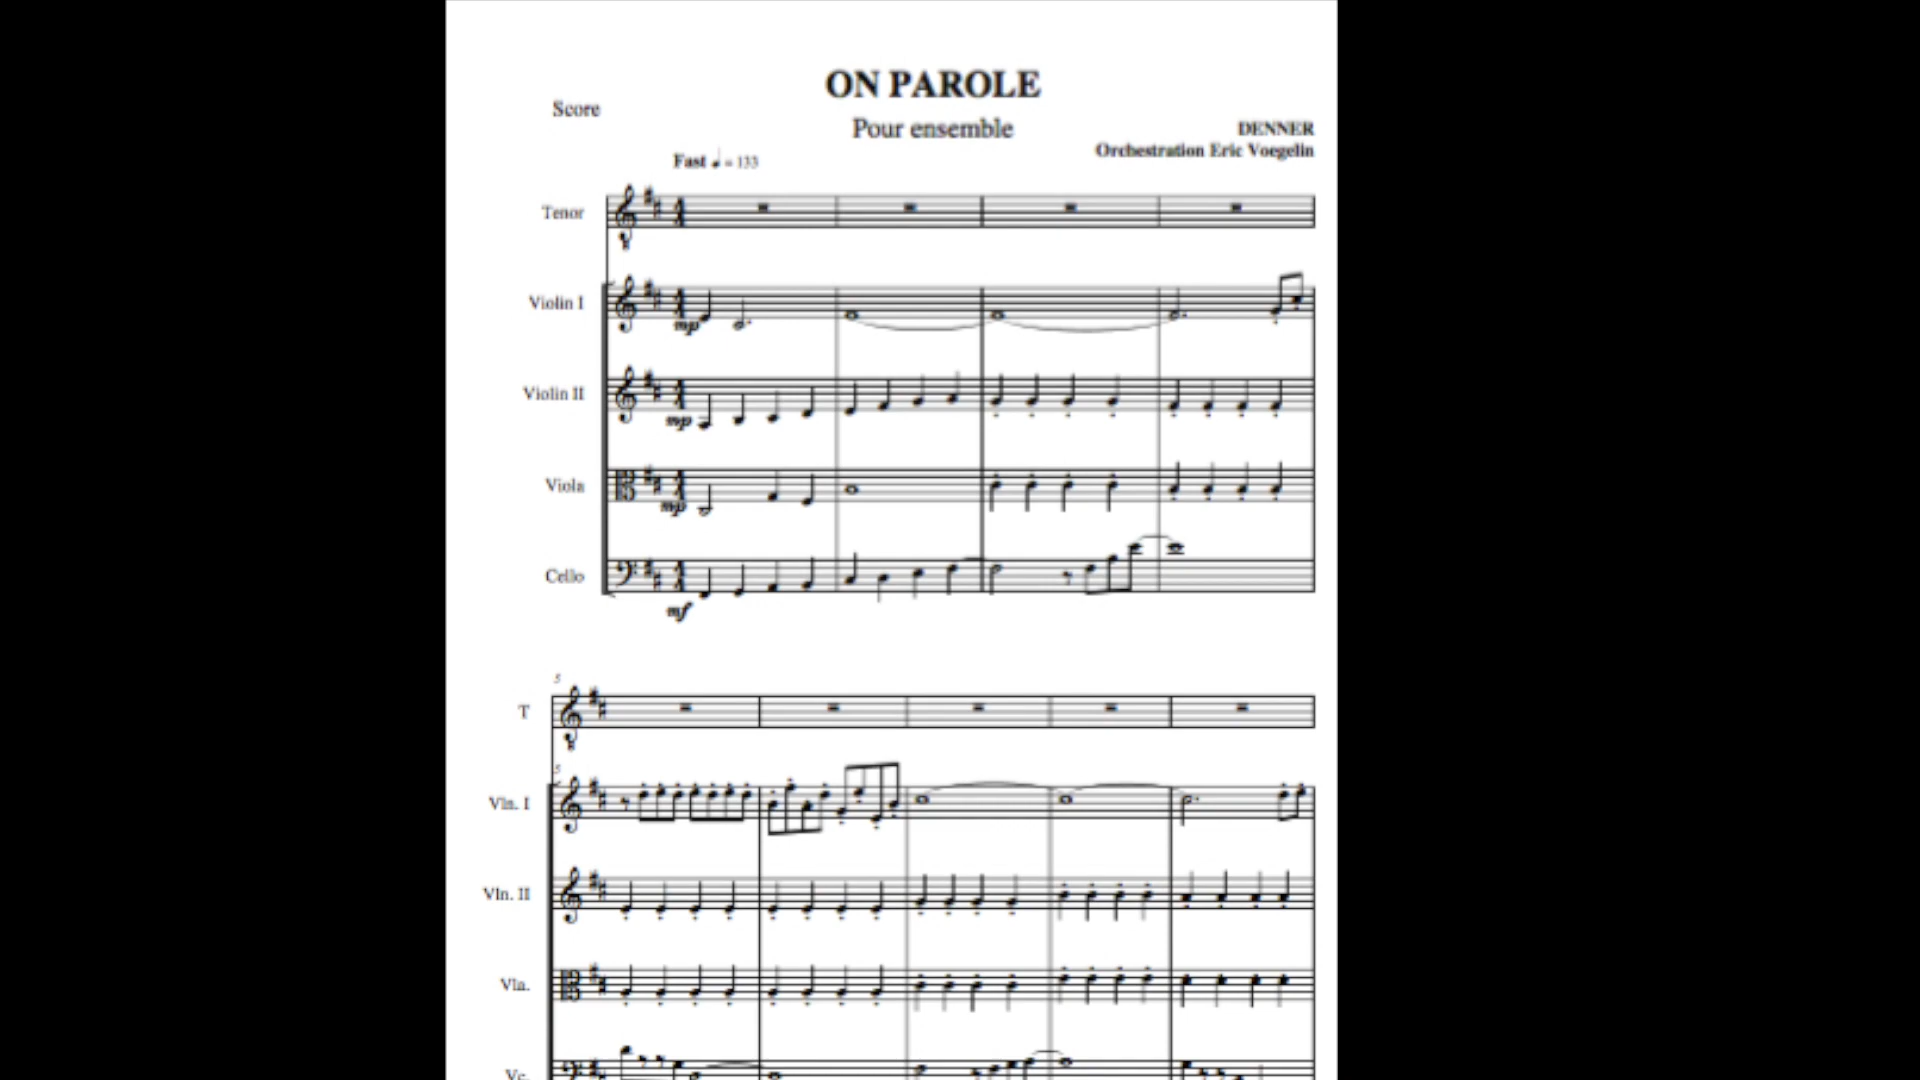 ON PAROLE
Score
Pour ensemble
DENNER
Orchestration Eric Voegelin
Fast ♩ = 133
Tenor
Violin I
mp
Violin II
mp
Viola
mp
Cello
mf
5
T
5
Vln. I
Vln. II
Vla.
Vc.